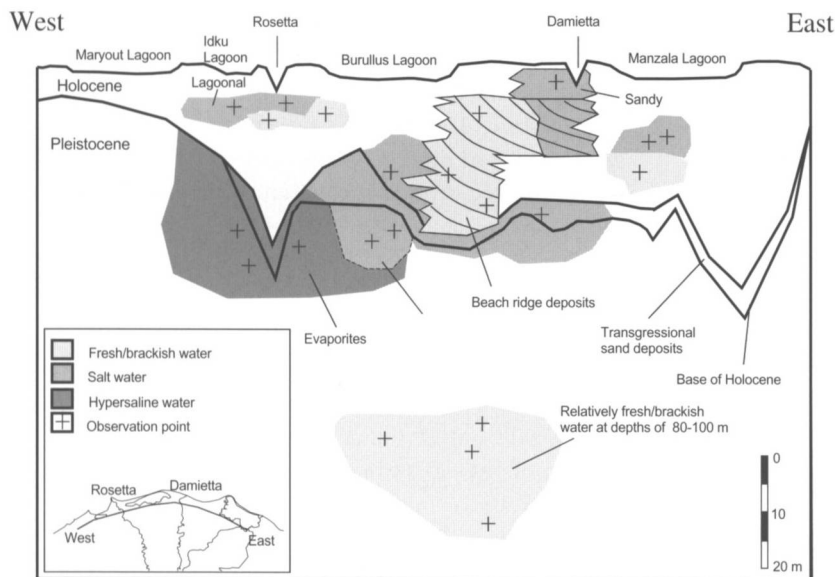 West
East
Rosetta
Damietta
Maryout Lagoon
Idku
Lagoon
Burullus Lagoon
Manzala Lagoon
Holocene
Lagoonal
Sandy
Pleistocene
Beach ridge deposits
Evaporites
Transgressional
sand deposits
Base of Holocene
Fresh/brackish water
Salt water
Hypersaline water
Observation point
Relatively fresh/brackish
water at depths of 80-100 m
Rosetta
Damietta
West
East
0
10
20 m